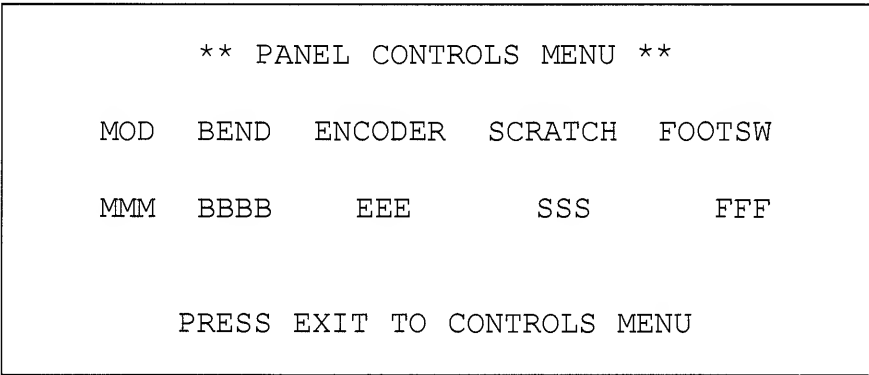 ** PANEL CONTROLS MENU **
MOD BEND ENCODER SCRATCH FOOTSW
MMM BBBB EEE SSS FFF
PRESS EXIT TO CONTROLS MENU